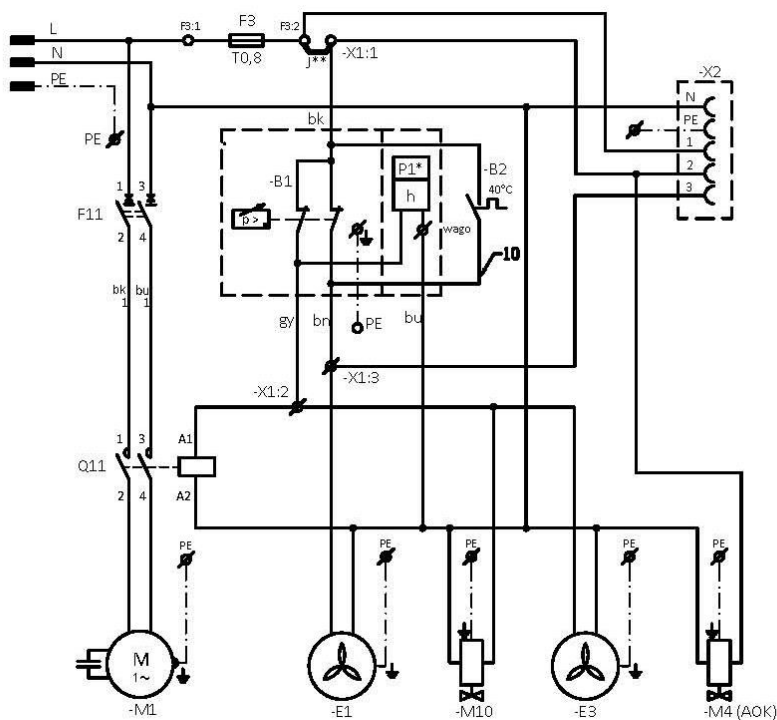 L
F3:1
F3
F3:2
N
T0,8
J**
-X1:1
-X2
PE
N
PE
PE
bk
1
-B1
P1*
-B2
2
h
40°C
1 3
3
F11
p >
wago
2 4
10
bk
1
bu
1
gy
bn
PE
bu
-X1:3
-X1:2
1 3
A1
Q11
2 4
A2
PE
PE
PE
PE
PE
M
1~
-M1
-E1
-M10
-E3
-M4 (AOK)